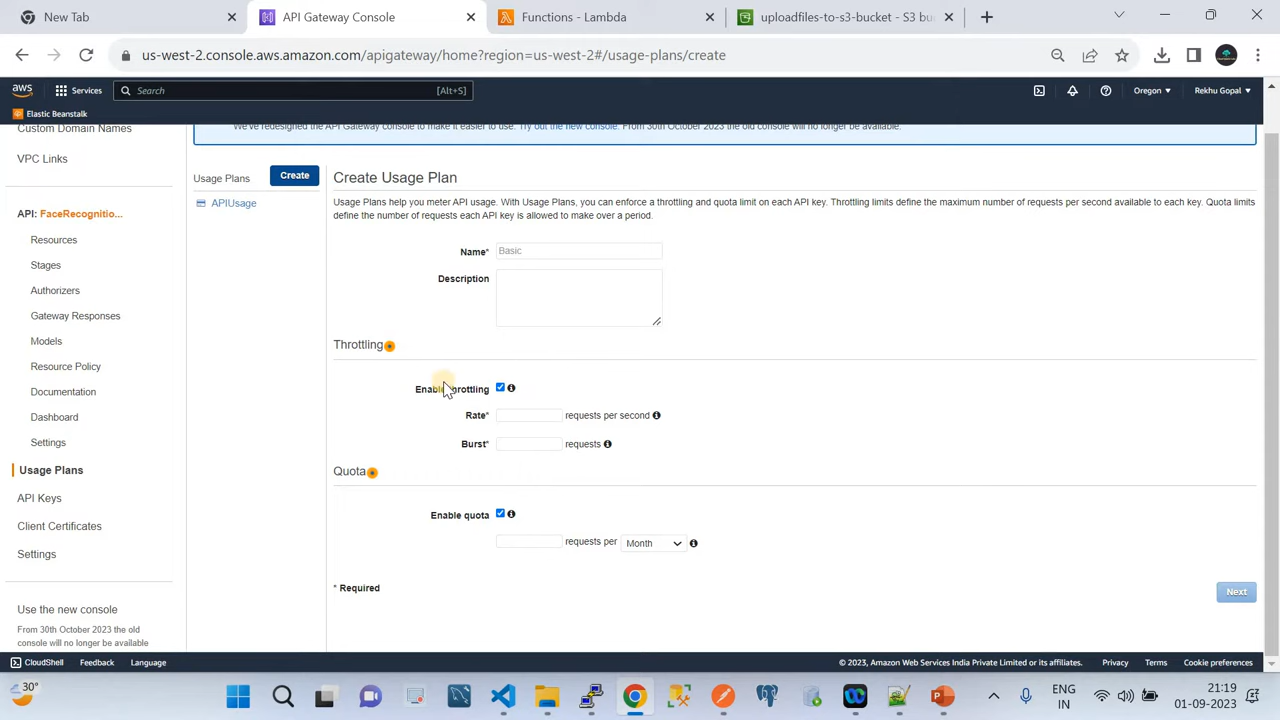 New Tab
API Gateway Console
Functions - Lambda
uploadfiles-to-s3-bucket - S3 bu
us-west-2.console.aws.amazon.com/apigateway/home?region=us-west-2#/usage-plans/create
aws
Services
Search
[Alt+S]
Oregon
Rekhu Gopal
Elastic Beanstalk
Custom Domain Names
VPC Links
API: FaceRecognitio...
Resources
Stages
Authorizers
Gateway Responses
Models
Resource Policy
Documentation
Dashboard
Settings
Usage Plans
API Keys
Client Certificates
Settings
Use the new console
From 30th October 2023 the old
console will no longer be available
We've redesigned the API Gateway console to make it easier to use. Try out the new console. From 30th October 2023 the old console will no longer be available.
Usage Plans
Create
APIUsage
Create Usage Plan
Usage Plans help you meter API usage. With Usage Plans, you can enforce a throttling and quota limit on each API key. Throttling limits define the maximum number of requests per second available to each key. Quota limits
define the number of requests each API key is allowed to make over a period.
Name*
Basic
Description
Throttling
Enable throttling
Rate*
requests per second
Burst*
requests
Quota
Enable quota
requests per
Month
* Required
Next
CloudShell
Feedback
Language
© 2023, Amazon Web Services India Private Limited or its affiliates.
Privacy
Terms
Cookie preferences
30°
ENG
IN
21:19
01-09-2023